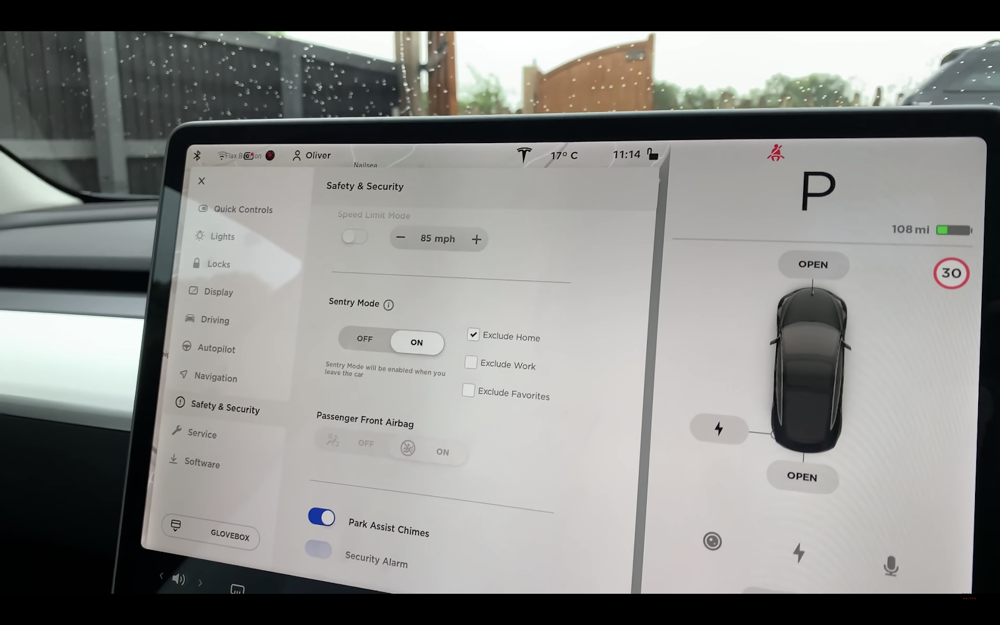 Oliver
Nailsea
17° C
11:14
Safety & Security
Quick Controls
Lights
Locks
Display
Driving
Autopilot
Navigation
Safety & Security
Service
Software
GLOVEBOX
Speed Limit Mode
85 mph
Sentry Mode
OFF
ON
Sentry Mode will be enabled when you
leave the car
Exclude Home
Exclude Work
Exclude Favorites
Passenger Front Airbag
OFF
ON
Park Assist Chimes
Security Alarm
P
108 mi
OPEN
30
OPEN